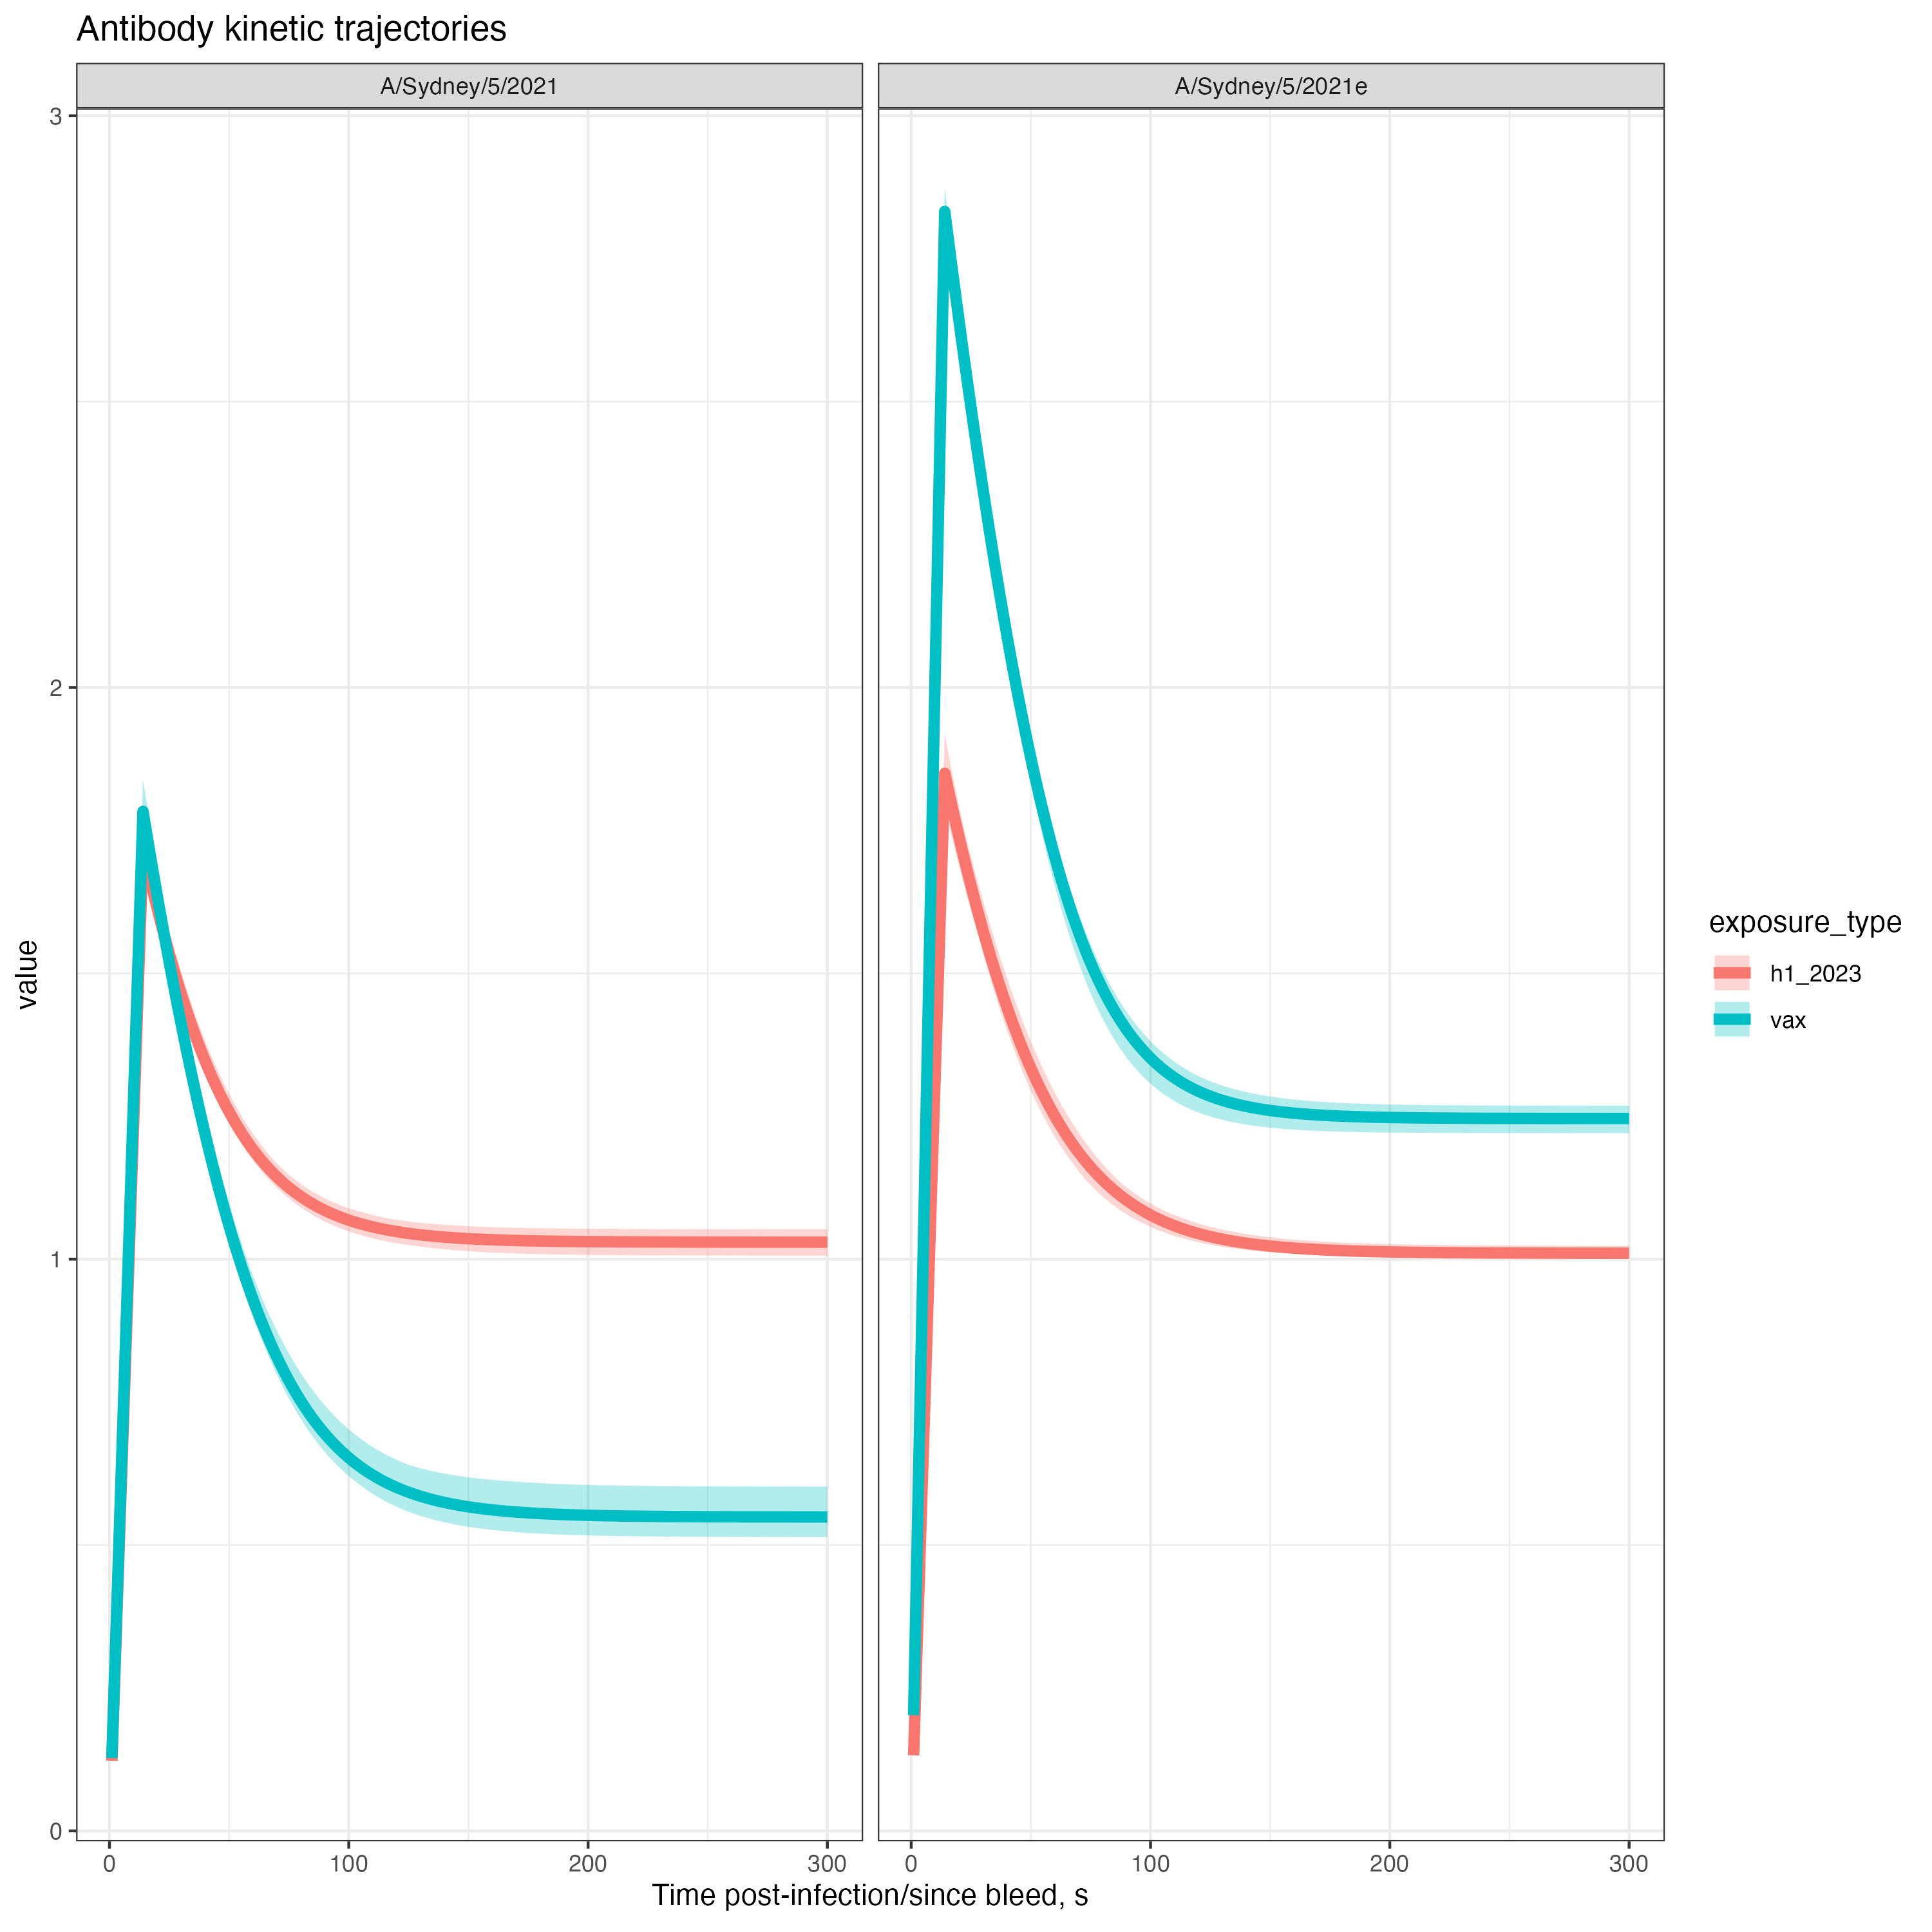 Antibody kinetic trajectories
A/Sydney/5/2021
A/Sydney/5/2021e
3
2
1
0
value
0 100 200 300
0 100 200 300
Time post-infection/since bleed, s
exposure_type
h1_2023
vax